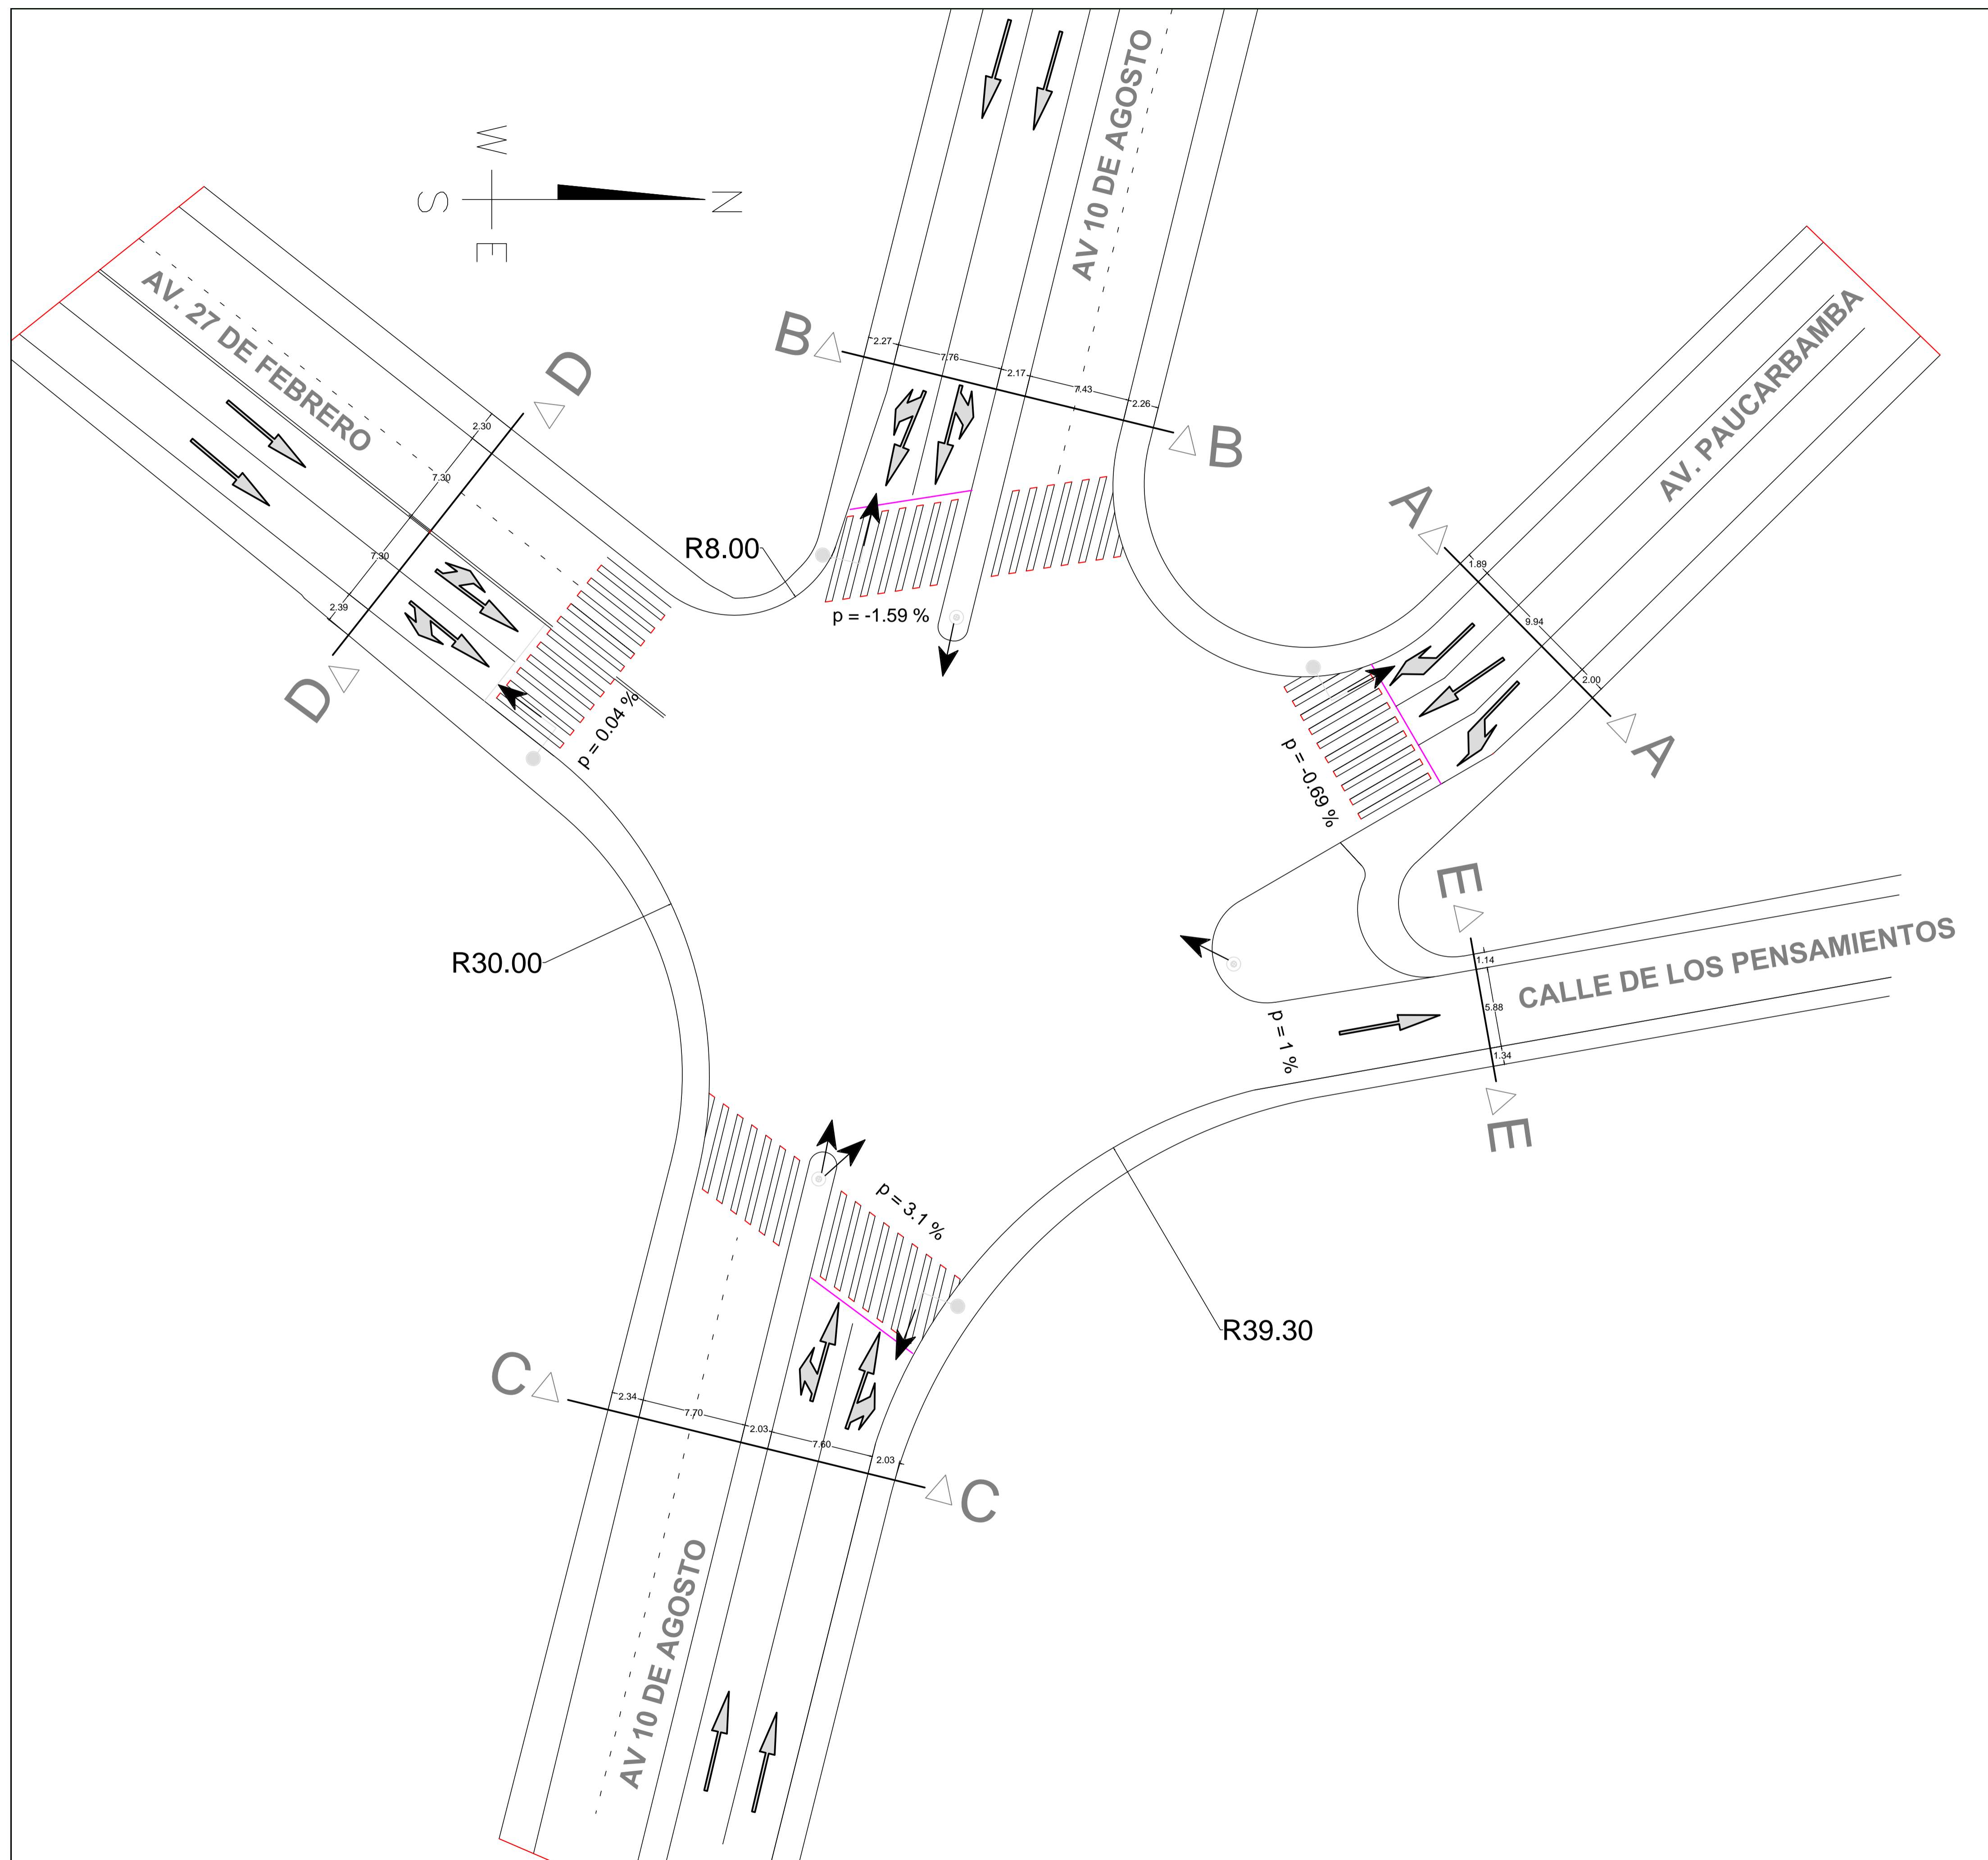 AV 10 DE AGOSTO
W
S
N
E
AV. 27 DE FEBRERO
AV. PAUCARBAMBA
B
2.27
7.76
2.17
7.43
2.26
B
D
2.30
7.30
7.30
2.39
D
A
1.89
9.94
2.00
A
R8.00
p = -1.59 %
p = 0.04 %
p = -0.69 %
E
1.14
5.88
1.34
E
CALLE DE LOS PENSAMIENTOS
R30.00
p = 1 %
p = 3.1 %
R39.30
C
2.34
7.70
2.03
7.60
2.03
C
AV 10 DE AGOSTO